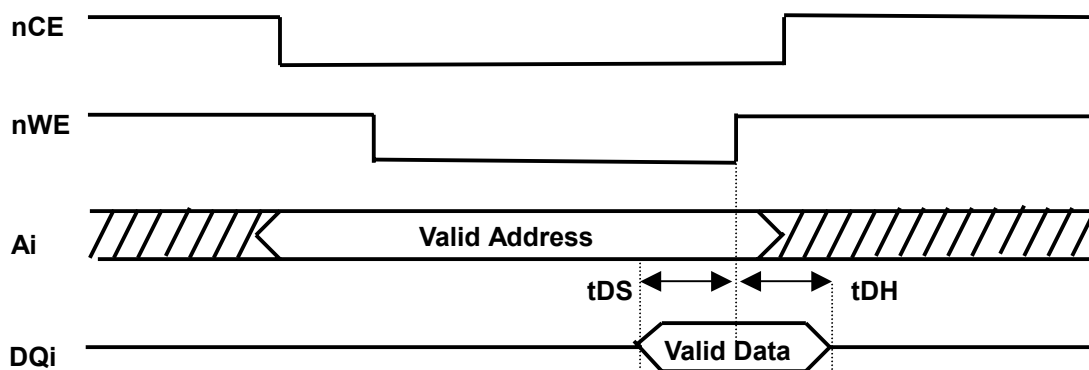 nCE
nWE
Ai
Valid Address
tDS
tDH
DQi
Valid Data